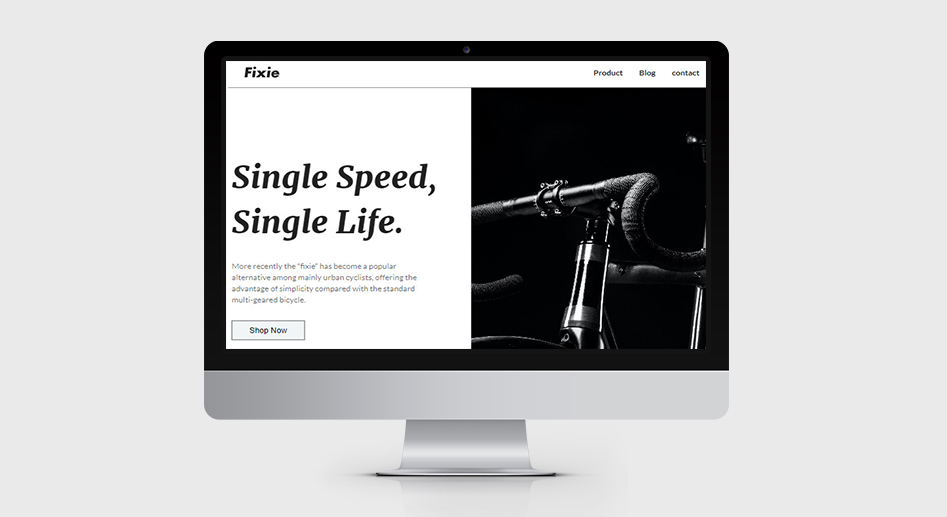 Fixie
Product Blog contact
Single Speed,
Single Life.
More recently the "fixie" has become a popular
alternative among mainly urban cyclists, offering the
advantage of simplicity compared with the standard
multi-geared bicycle.
Shop Now